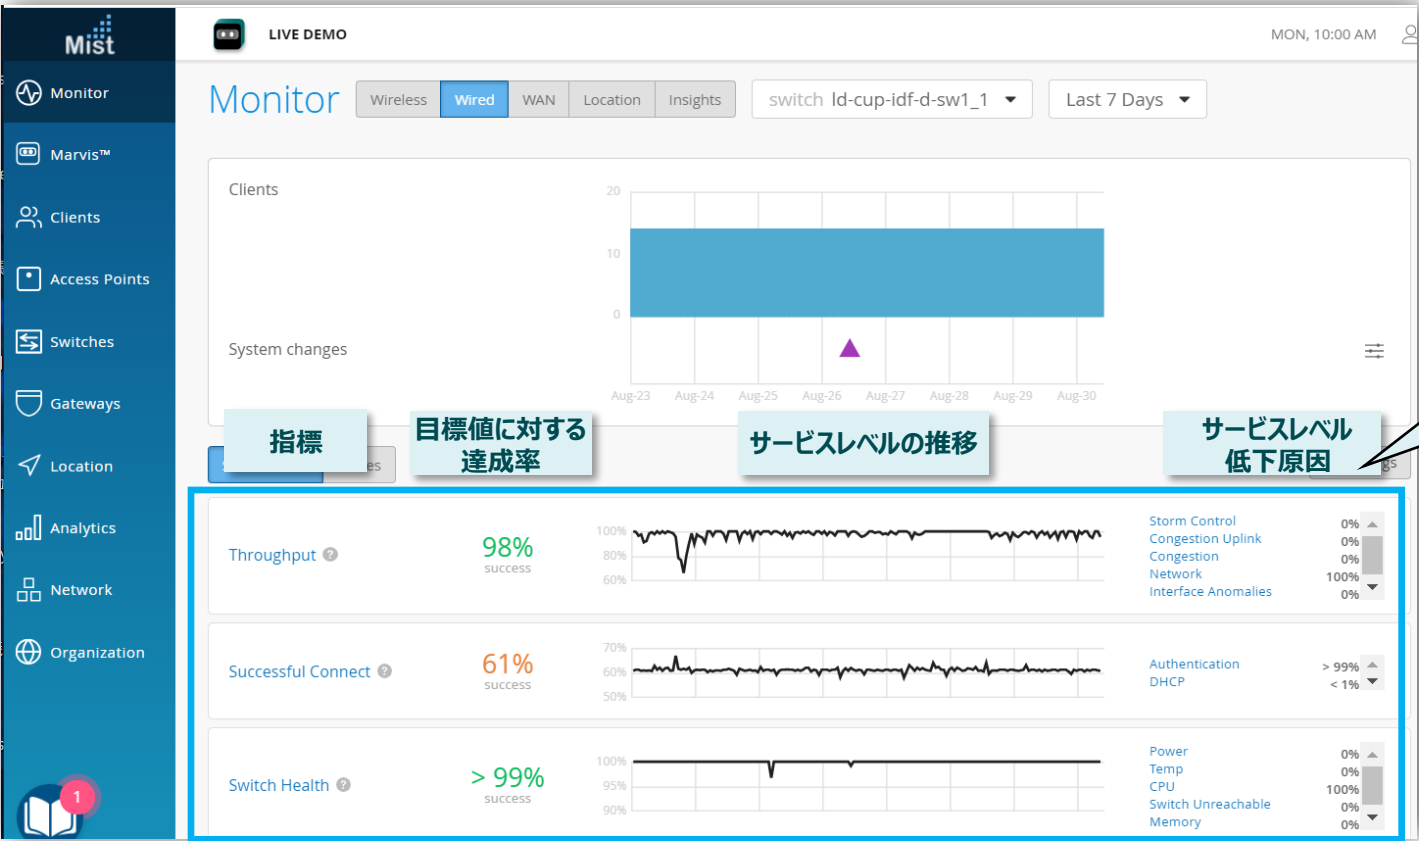 Mist
LIVE DEMO
MON, 10:00 AM
Monitor
Marvis™
Clients
Access Points
Switches
Gateways
Location
Analytics
Network
Organization
1
Monitor
Wireless
Wired
WAN
Location
Insights
switch ld-cup-idf-d-sw1_1
Last 7 Days
Clients
20
10
0
System changes
Aug-23
Aug-24
Aug-25
Aug-26
Aug-27
Aug-28
Aug-29
Aug-30
指標
目標値に対する
達成率
サービスレベルの推移
サービスレベル
低下原因
Throughput ?
98%
success
100%
80%
60%
Storm Control 0%
Congestion Uplink 0%
Congestion 0%
Network 100%
Interface Anomalies 0%
Successful Connect ?
61%
success
70%
60%
50%
Authentication > 99%
DHCP < 1%
Switch Health ?
> 99%
success
100%
95%
90%
Power 0%
Temp 0%
CPU 100%
Switch Unreachable 0%
Memory 0%